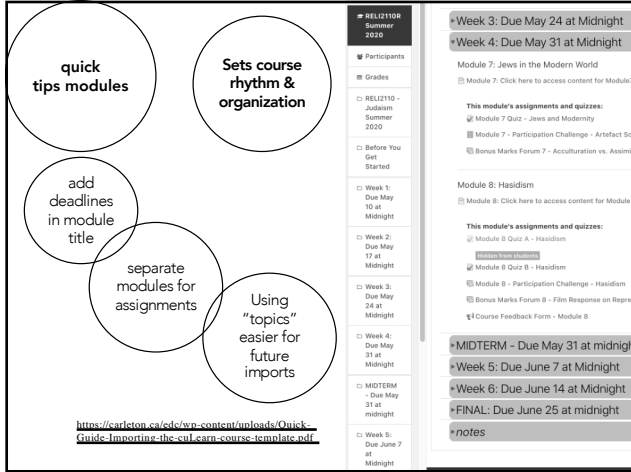 quick
tips modules
Sets course
rhythm &
organization
add
deadlines
in module
title
separate
modules for
assignments
Using
"topics"
easier for
future
imports
https://carleton.ca/edc/wp-content/uploads/Quick-
Guide-Importing-the-cuLearn-course-template.pdf
RELI2110R
Summer
2020
Participants
Grades
RELI2110 -
Judaism
Summer
2020
Before You
Get
Started
Week 1:
Due May
10 at
Midnight
Week 2:
Due May
17 at
Midnight
Week 3:
Due May
24 at
Midnight
Week 4:
Due May
31 at
Midnight
MIDTERM
- Due May
31 at
midnight
Week 5:
Due June 7
at
Midnight
Week 3: Due May 24 at Midnight
Week 4: Due May 31 at Midnight
Module 7: Jews in the Modern World
Module 7: Click here to access content for Module
This module's assignments and quizzes:
Module 7 Quiz - Jews and Modernity
Module 7 - Participation Challenge - Artefact Sc
Bonus Marks Forum 7 - Acculturation vs. Assimi
Module 8: Hasidism
Module 8: Click here to access content for Module
This module's assignments and quizzes:
Module 8 Quiz A - Hasidism
Hidden from students
Module 8 Quiz B - Hasidism
Module 8 - Participation Challenge - Hasidism
Bonus Marks Forum 8 - Film Response on Repre
Course Feedback Form - Module 8
MIDTERM - Due May 31 at midnigh
Week 5: Due June 7 at Midnight
Week 6: Due June 14 at Midnight
FINAL: Due June 25 at midnight
notes